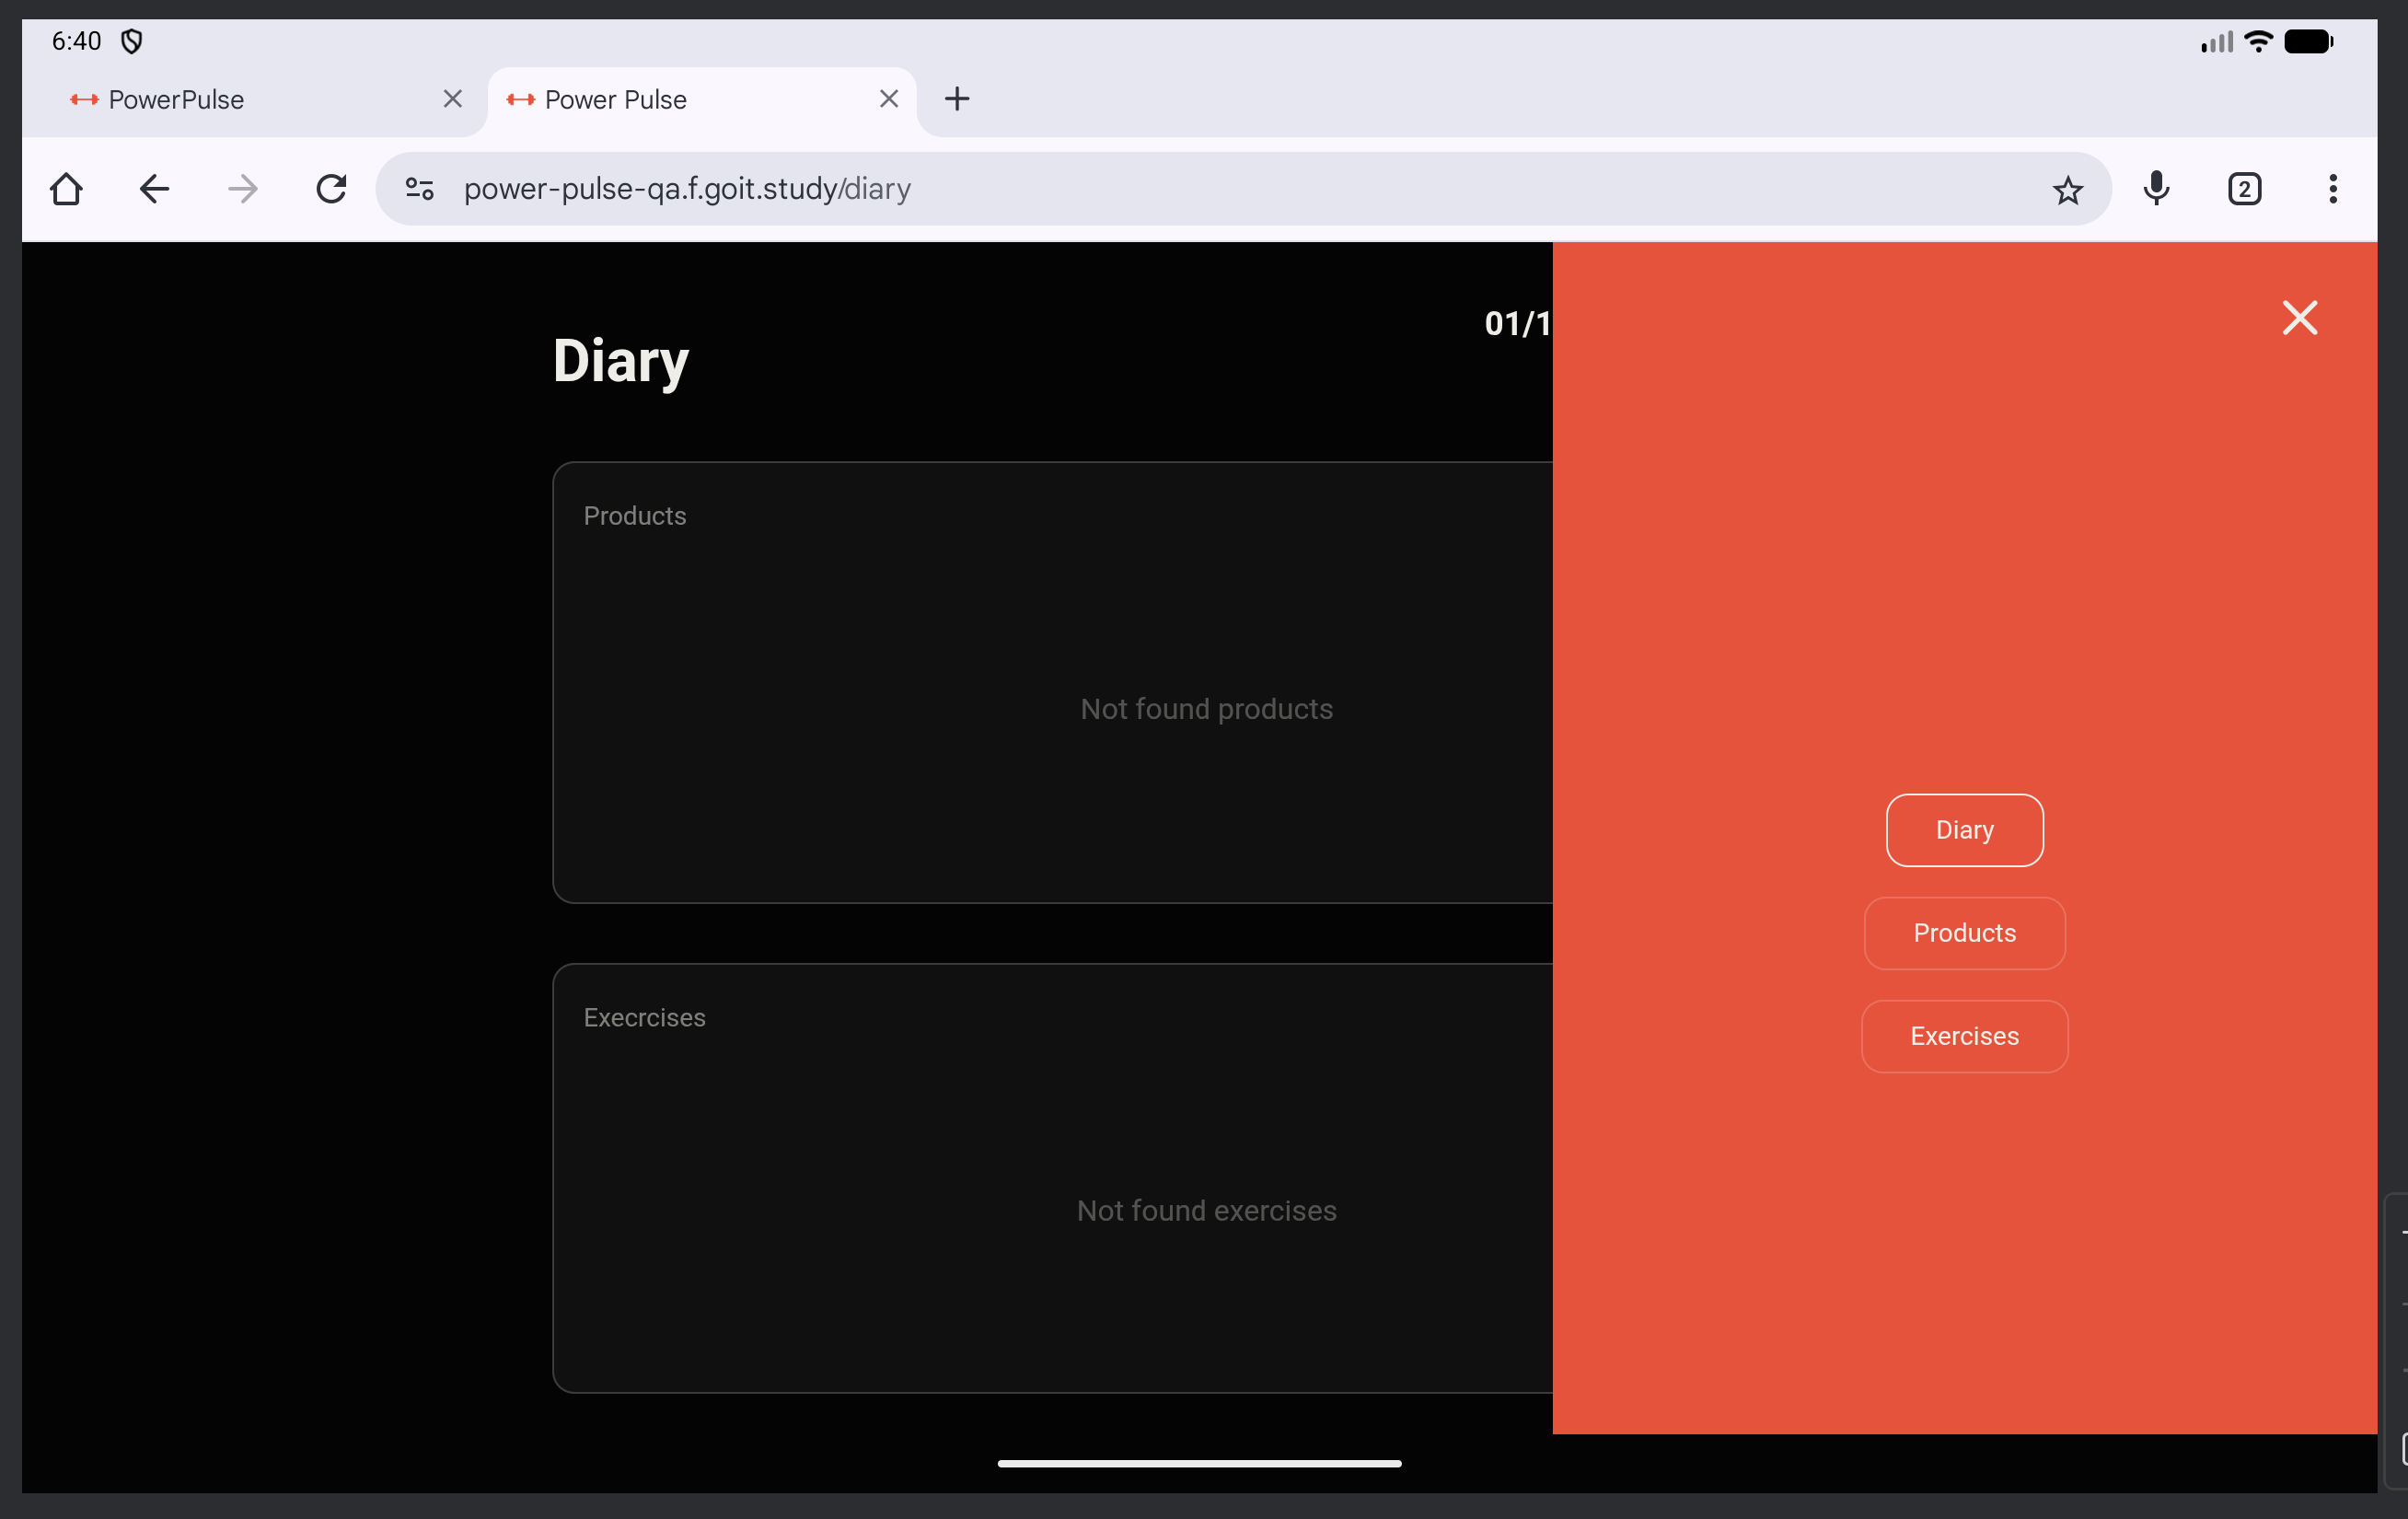 6:40
PowerPulse
Power Pulse
power-pulse-qa.f.goit.study/diary
2
01/1
Diary
Products
Not found products
Execrcises
Not found exercises
Diary
Products
Exercises